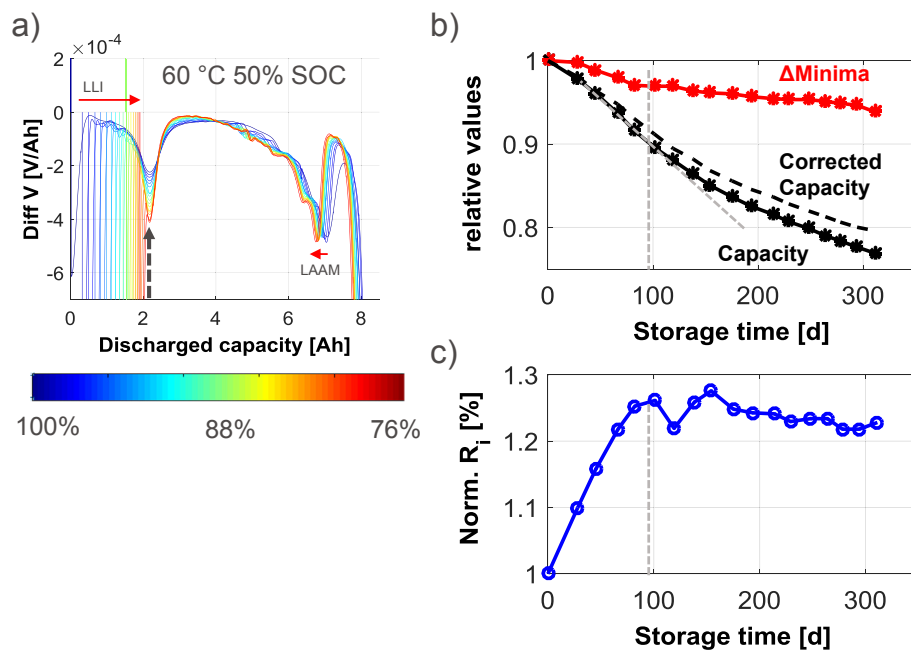 a)
×10⁻⁴
60 °C 50% SOC
LLI
LAAM
Diff V [V/Ah]
2
0
-2
-4
-6
0
2
4
6
8
Discharged capacity [Ah]
100%
88%
76%
b)
ΔMinima
Corrected
Capacity
Capacity
relative values
1
0.9
0.8
0
100
200
300
Storage time [d]
c)
Norm. Rᵢ [%]
1.3
1.2
1.1
1
0
100
200
300
Storage time [d]